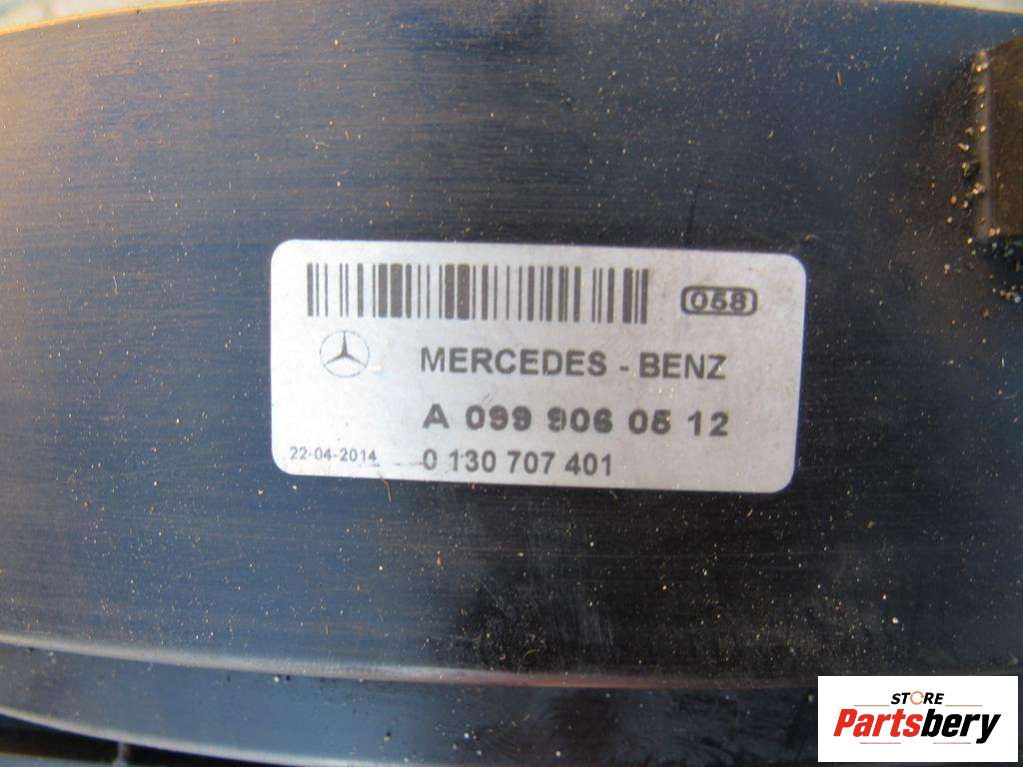 058
MERCEDES - BENZ
A 099 906 05 12
22-04-2014 0 130 707 401
STORE
Partsbery